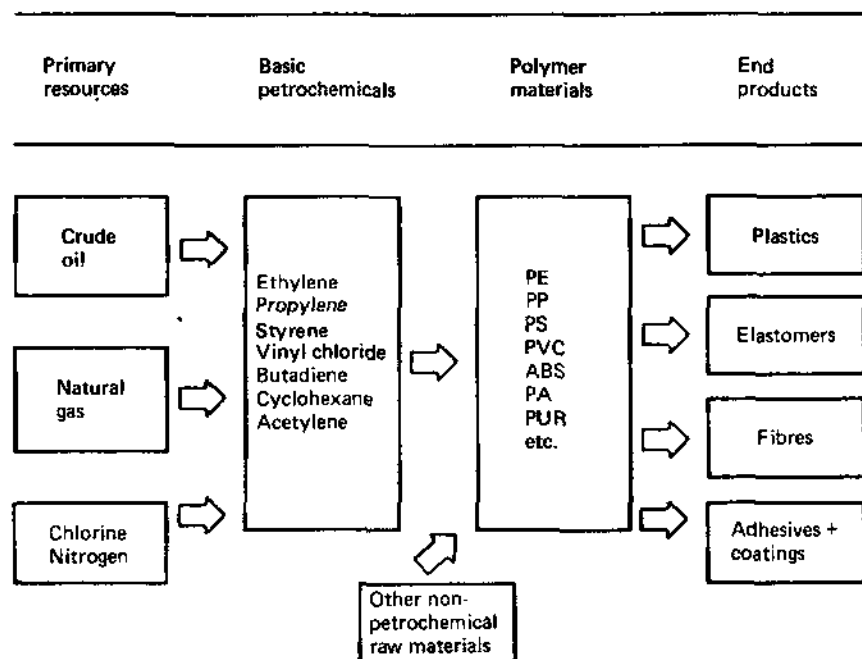 Primary
resources
Basic
petrochemicals
Polymer
materials
End
products
Crude
oil
Natural
gas
Chlorine
Nitrogen
Ethylene
Propylene
Styrene
Vinyl chloride
Butadiene
Cyclohexane
Acetylene
Other non-
petrochemical
raw materials
PE
PP
PS
PVC
ABS
PA
PUR
etc.
Plastics
Elastomers
Fibres
Adhesives +
coatings